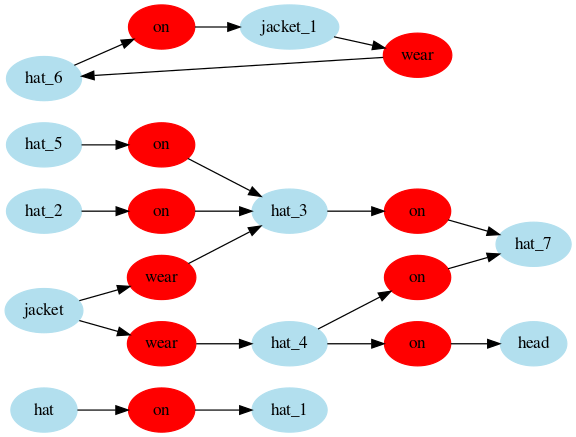 on
jacket_1
wear
hat_6
hat_5
on
hat_2
on
hat_3
on
hat_7
wear
on
jacket
wear
hat_4
on
head
hat
on
hat_1